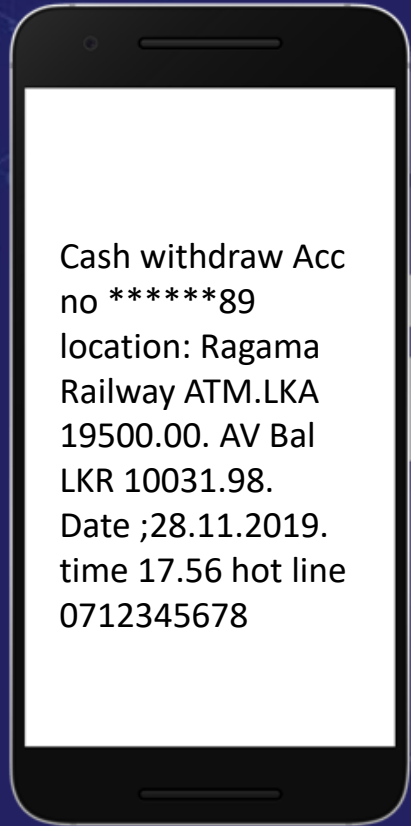 Cash withdraw Acc
no ******89
location: Ragama
Railway ATM.LKA
19500.00. AV Bal
LKR 10031.98.
Date ;28.11.2019.
time 17.56 hot line
0712345678